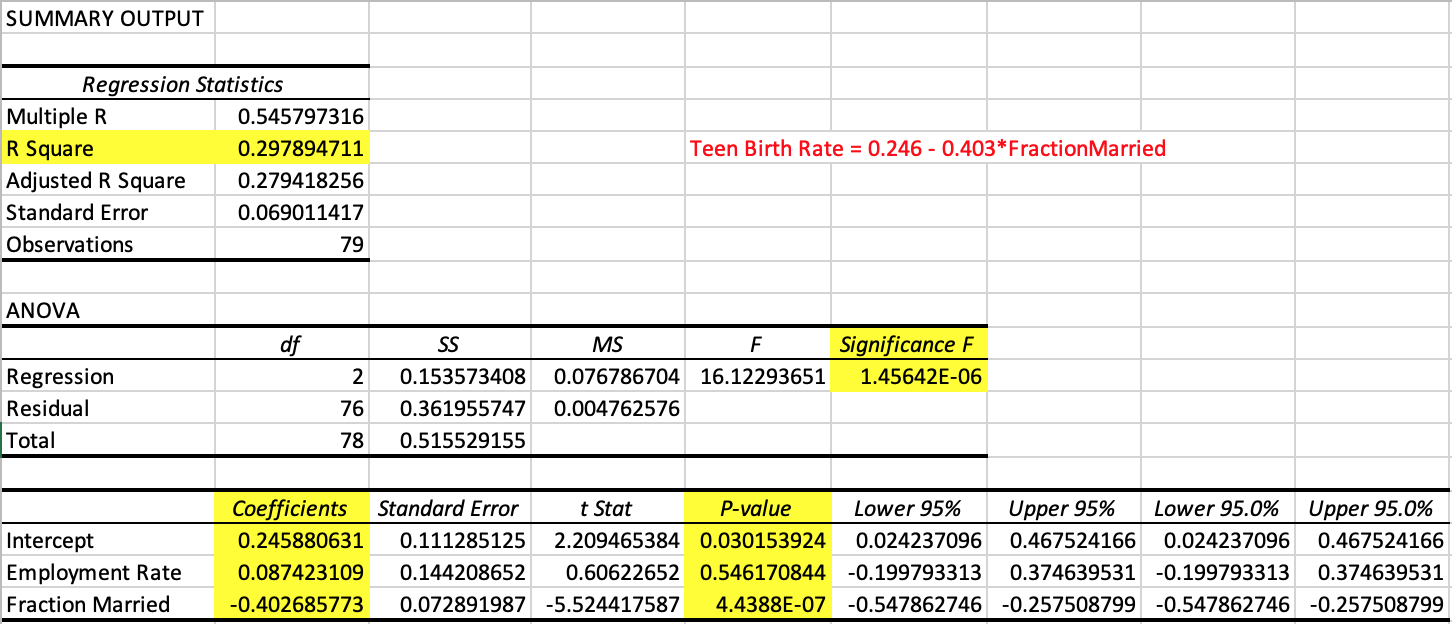 SUMMARY OUTPUT
Regression Statistics
Multiple R 0.545797316
R Square 0.297894711 Teen Birth Rate = 0.246 - 0.403*FractionMarried
Adjusted R Square 0.279418256
Standard Error 0.069011417
Observations 79
ANOVA
df SS MS F Significance F
Regression 2 0.153573408 0.076786704 16.12293651 1.45642E-06
Residual 76 0.361955747 0.004762576
Total 78 0.515529155
Coefficients Standard Error t Stat P-value Lower 95% Upper 95% Lower 95.0% Upper 95.0%
Intercept 0.245880631 0.111285125 2.209465384 0.030153924 0.024237096 0.467524166 0.024237096 0.467524166
Employment Rate 0.087423109 0.144208652 0.60622652 0.546170844 -0.199793313 0.374639531 -0.199793313 0.374639531
Fraction Married -0.402685773 0.072891987 -5.524417587 4.4388E-07 -0.547862746 -0.257508799 -0.547862746 -0.257508799